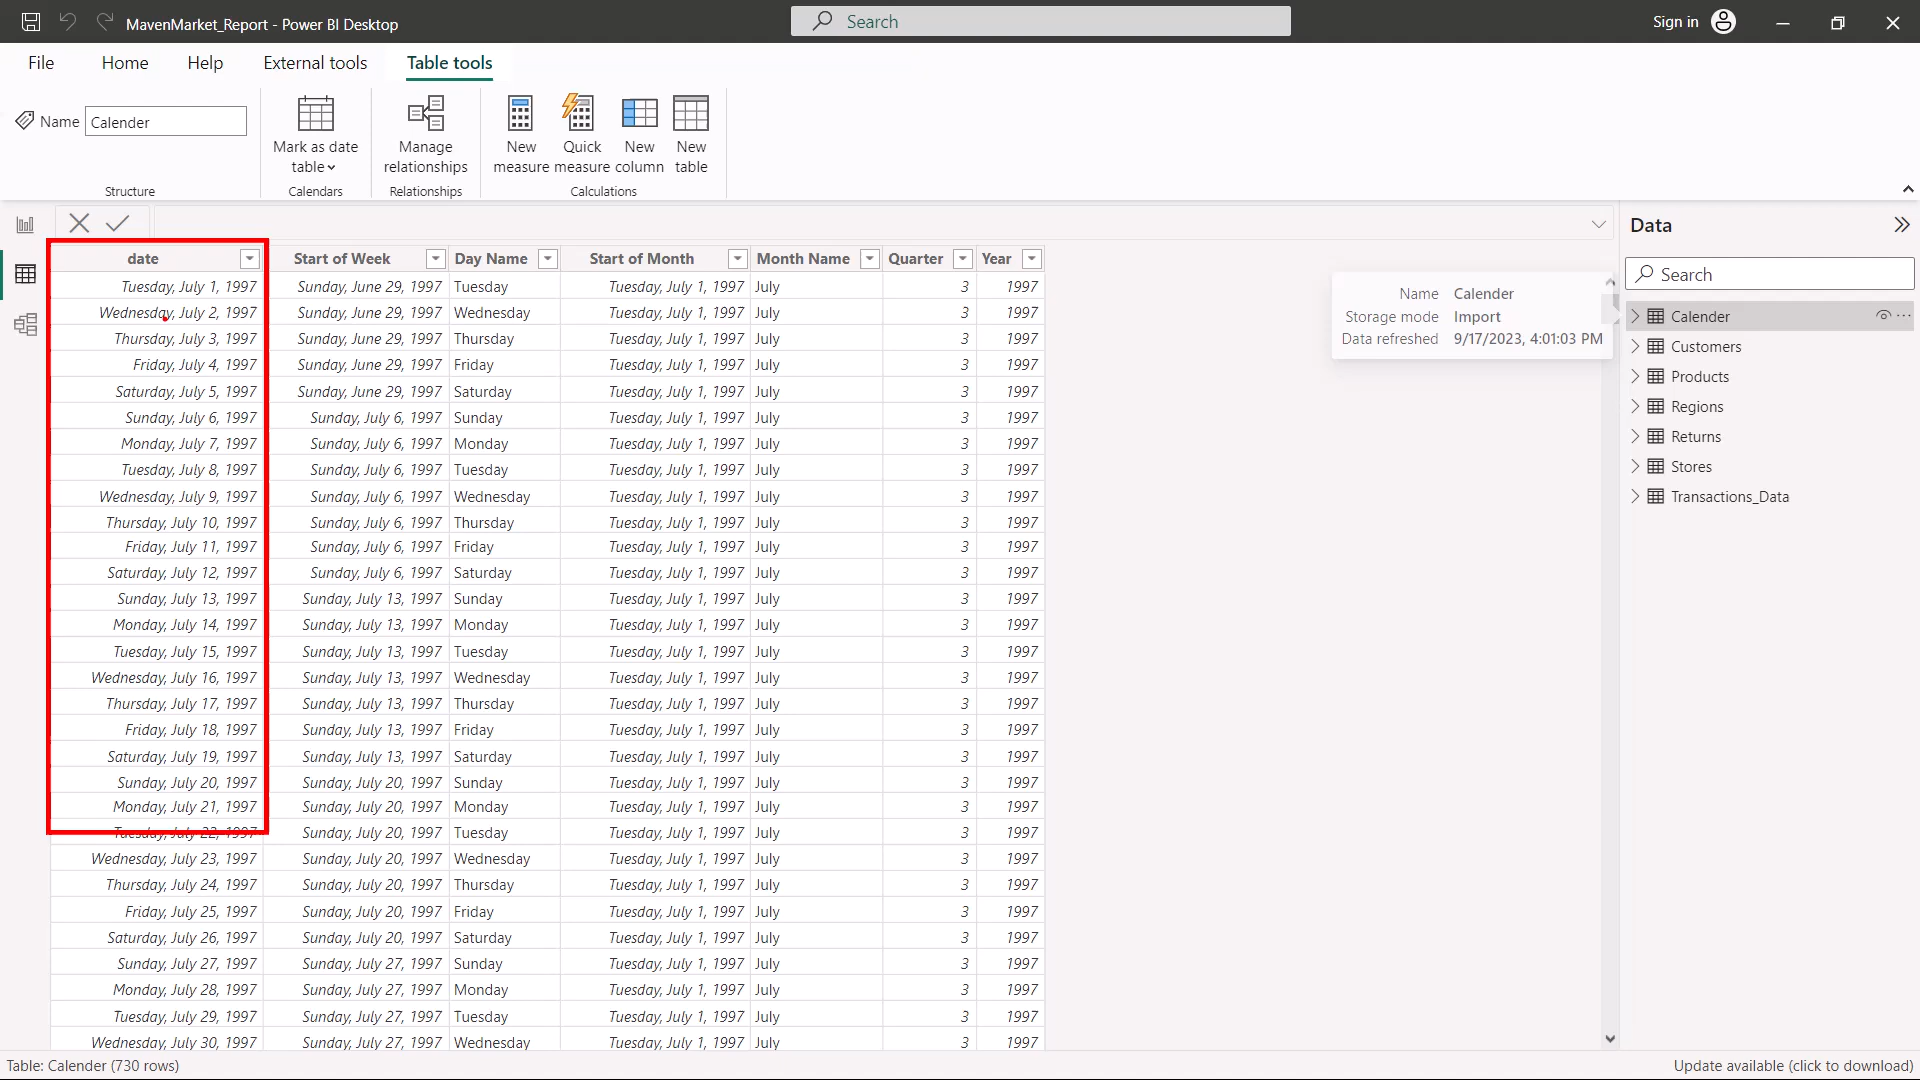 MavenMarket_Report - Power BI Desktop
Search
Sign in
File Home Help External tools Table tools
Name Calender
Mark as date table
Manage relationships
New measure
Quick measure
New column
New table
Structure Calendars Relationships Calculations
date Start of Week Day Name Start of Month Month Name Quarter Year
Tuesday, July 1, 1997 Sunday, June 29, 1997 Tuesday Tuesday, July 1, 1997 July 3 1997
Wednesday, July 2, 1997 Sunday, June 29, 1997 Wednesday Tuesday, July 1, 1997 July 3 1997
Thursday, July 3, 1997 Sunday, June 29, 1997 Thursday Tuesday, July 1, 1997 July 3 1997
Friday, July 4, 1997 Sunday, June 29, 1997 Friday Tuesday, July 1, 1997 July 3 1997
Saturday, July 5, 1997 Sunday, June 29, 1997 Saturday Tuesday, July 1, 1997 July 3 1997
Sunday, July 6, 1997 Sunday, July 6, 1997 Sunday Tuesday, July 1, 1997 July 3 1997
Monday, July 7, 1997 Sunday, July 6, 1997 Monday Tuesday, July 1, 1997 July 3 1997
Tuesday, July 8, 1997 Sunday, July 6, 1997 Tuesday Tuesday, July 1, 1997 July 3 1997
Wednesday, July 9, 1997 Sunday, July 6, 1997 Wednesday Tuesday, July 1, 1997 July 3 1997
Thursday, July 10, 1997 Sunday, July 6, 1997 Thursday Tuesday, July 1, 1997 July 3 1997
Friday, July 11, 1997 Sunday, July 6, 1997 Friday Tuesday, July 1, 1997 July 3 1997
Saturday, July 12, 1997 Sunday, July 6, 1997 Saturday Tuesday, July 1, 1997 July 3 1997
Sunday, July 13, 1997 Sunday, July 13, 1997 Sunday Tuesday, July 1, 1997 July 3 1997
Monday, July 14, 1997 Sunday, July 13, 1997 Monday Tuesday, July 1, 1997 July 3 1997
Tuesday, July 15, 1997 Sunday, July 13, 1997 Tuesday Tuesday, July 1, 1997 July 3 1997
Wednesday, July 16, 1997 Sunday, July 13, 1997 Wednesday Tuesday, July 1, 1997 July 3 1997
Thursday, July 17, 1997 Sunday, July 13, 1997 Thursday Tuesday, July 1, 1997 July 3 1997
Friday, July 18, 1997 Sunday, July 13, 1997 Friday Tuesday, July 1, 1997 July 3 1997
Saturday, July 19, 1997 Sunday, July 13, 1997 Saturday Tuesday, July 1, 1997 July 3 1997
Sunday, July 20, 1997 Sunday, July 20, 1997 Sunday Tuesday, July 1, 1997 July 3 1997
Monday, July 21, 1997 Sunday, July 20, 1997 Monday Tuesday, July 1, 1997 July 3 1997
Tuesday, July 22, 1997 Sunday, July 20, 1997 Tuesday Tuesday, July 1, 1997 July 3 1997
Wednesday, July 23, 1997 Sunday, July 20, 1997 Wednesday Tuesday, July 1, 1997 July 3 1997
Thursday, July 24, 1997 Sunday, July 20, 1997 Thursday Tuesday, July 1, 1997 July 3 1997
Friday, July 25, 1997 Sunday, July 20, 1997 Friday Tuesday, July 1, 1997 July 3 1997
Saturday, July 26, 1997 Sunday, July 20, 1997 Saturday Tuesday, July 1, 1997 July 3 1997
Sunday, July 27, 1997 Sunday, July 27, 1997 Sunday Tuesday, July 1, 1997 July 3 1997
Monday, July 28, 1997 Sunday, July 27, 1997 Monday Tuesday, July 1, 1997 July 3 1997
Tuesday, July 29, 1997 Sunday, July 27, 1997 Tuesday Tuesday, July 1, 1997 July 3 1997
Wednesday, July 30, 1997 Sunday, July 27, 1997 Wednesday Tuesday, July 1, 1997 July 3 1997
Name Calender
Storage mode Import
Data refreshed 9/17/2023, 4:01:03 PM
Data
Search
Calender
Customers
Products
Regions
Returns
Stores
Transactions_Data
Table: Calender (730 rows)
Update available (click to download)